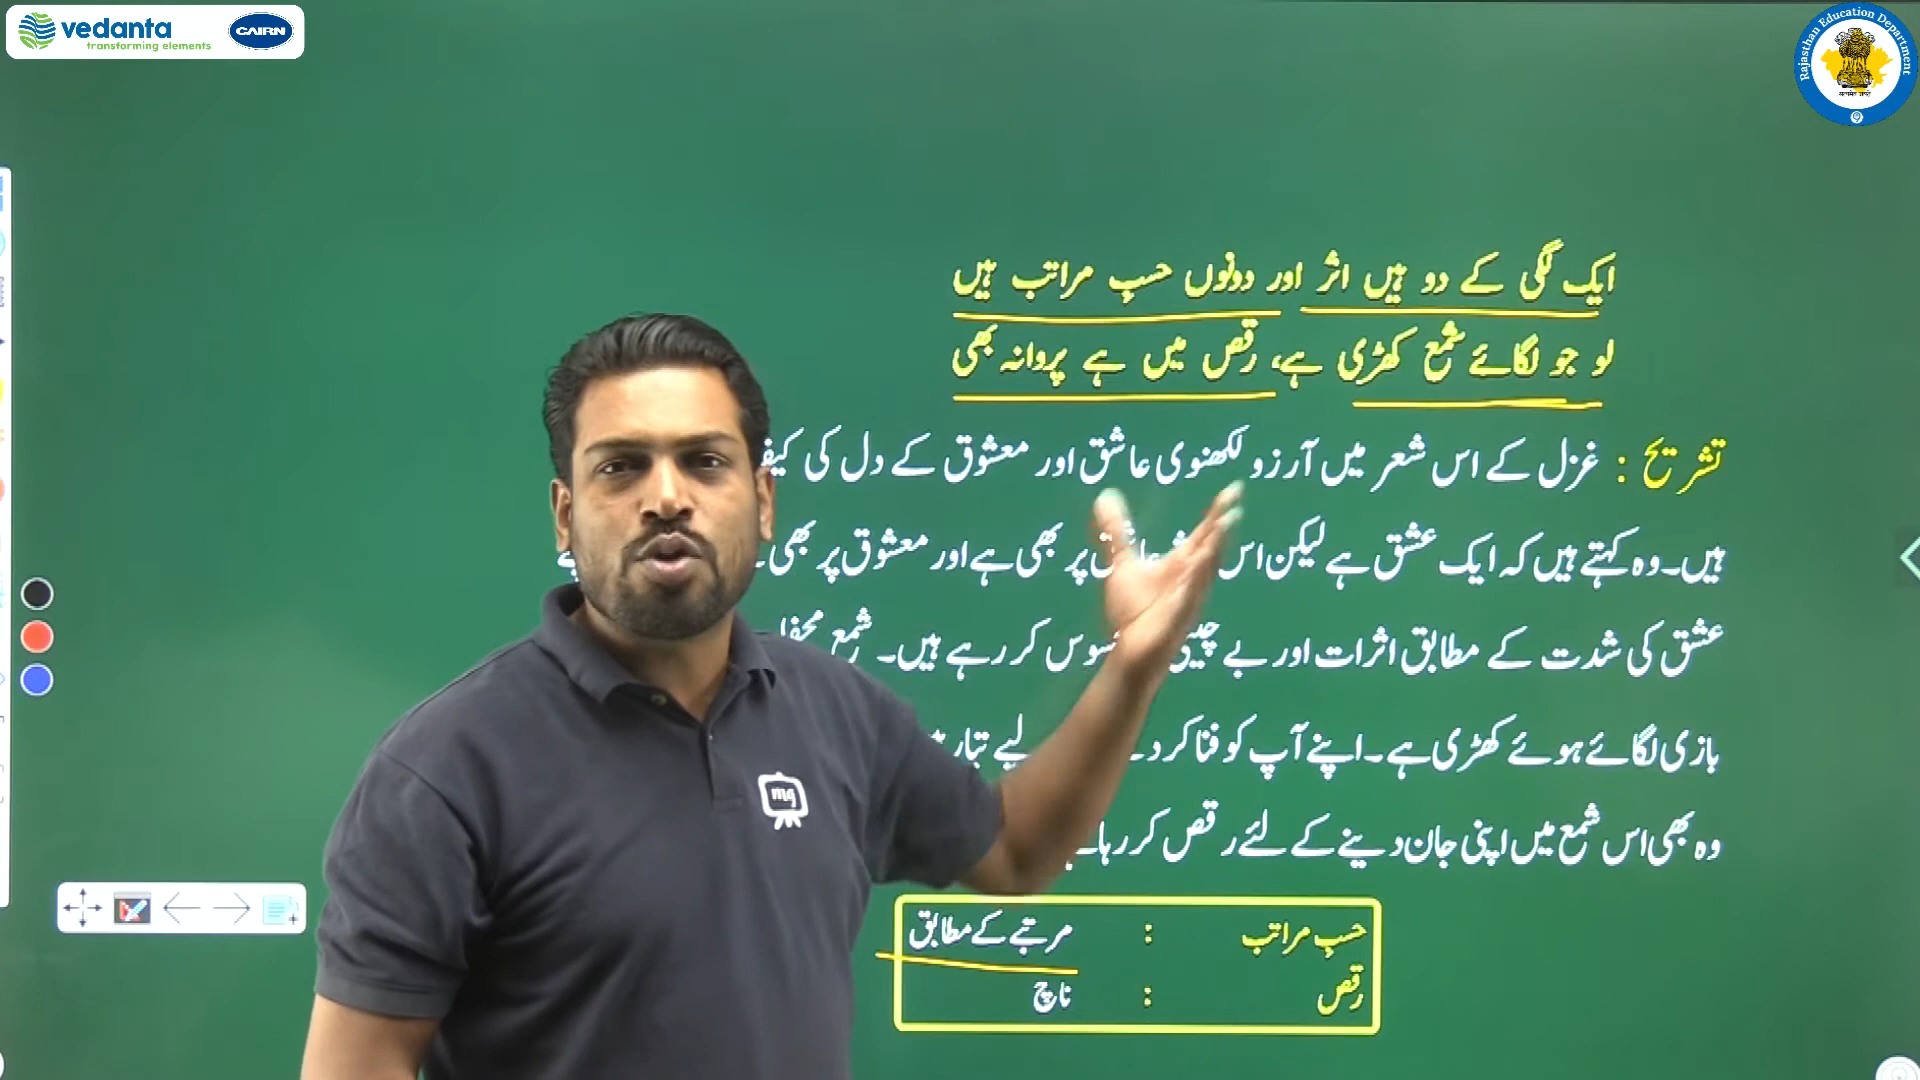 vedanta
transforming elements
CAIRN
Rajasthan Education Department
ایک لگی کے دو ہیں اثر اور دونوں حسبِ مراتب ہیں
لو جو لگائے شمع کھڑی ہے، رقص میں ہے پروانہ بھی
تشریح : غزل کے اس شعر میں آرزو لکھنوی عاشق اور معشوق کے دل کی
ہیں۔ وہ کہتے ہیں کہ ایک عشق ہے لیکن اس پر بھی ہے اور معشوق پر بھی۔
عشق کی شدت کے مطابق اثرات اور بے کر رہے ہیں۔ شمع
بازی لگائے ہوئے کھڑی ہے۔ اپنے آپ کو فنا کر لیے تیار
وہ بھی اس شمع میں اپنی جان دینے کے لئے رقص کر رہا
حسبِ مراتب : مرتبے کے مطابق
رقص : ناچ
mg